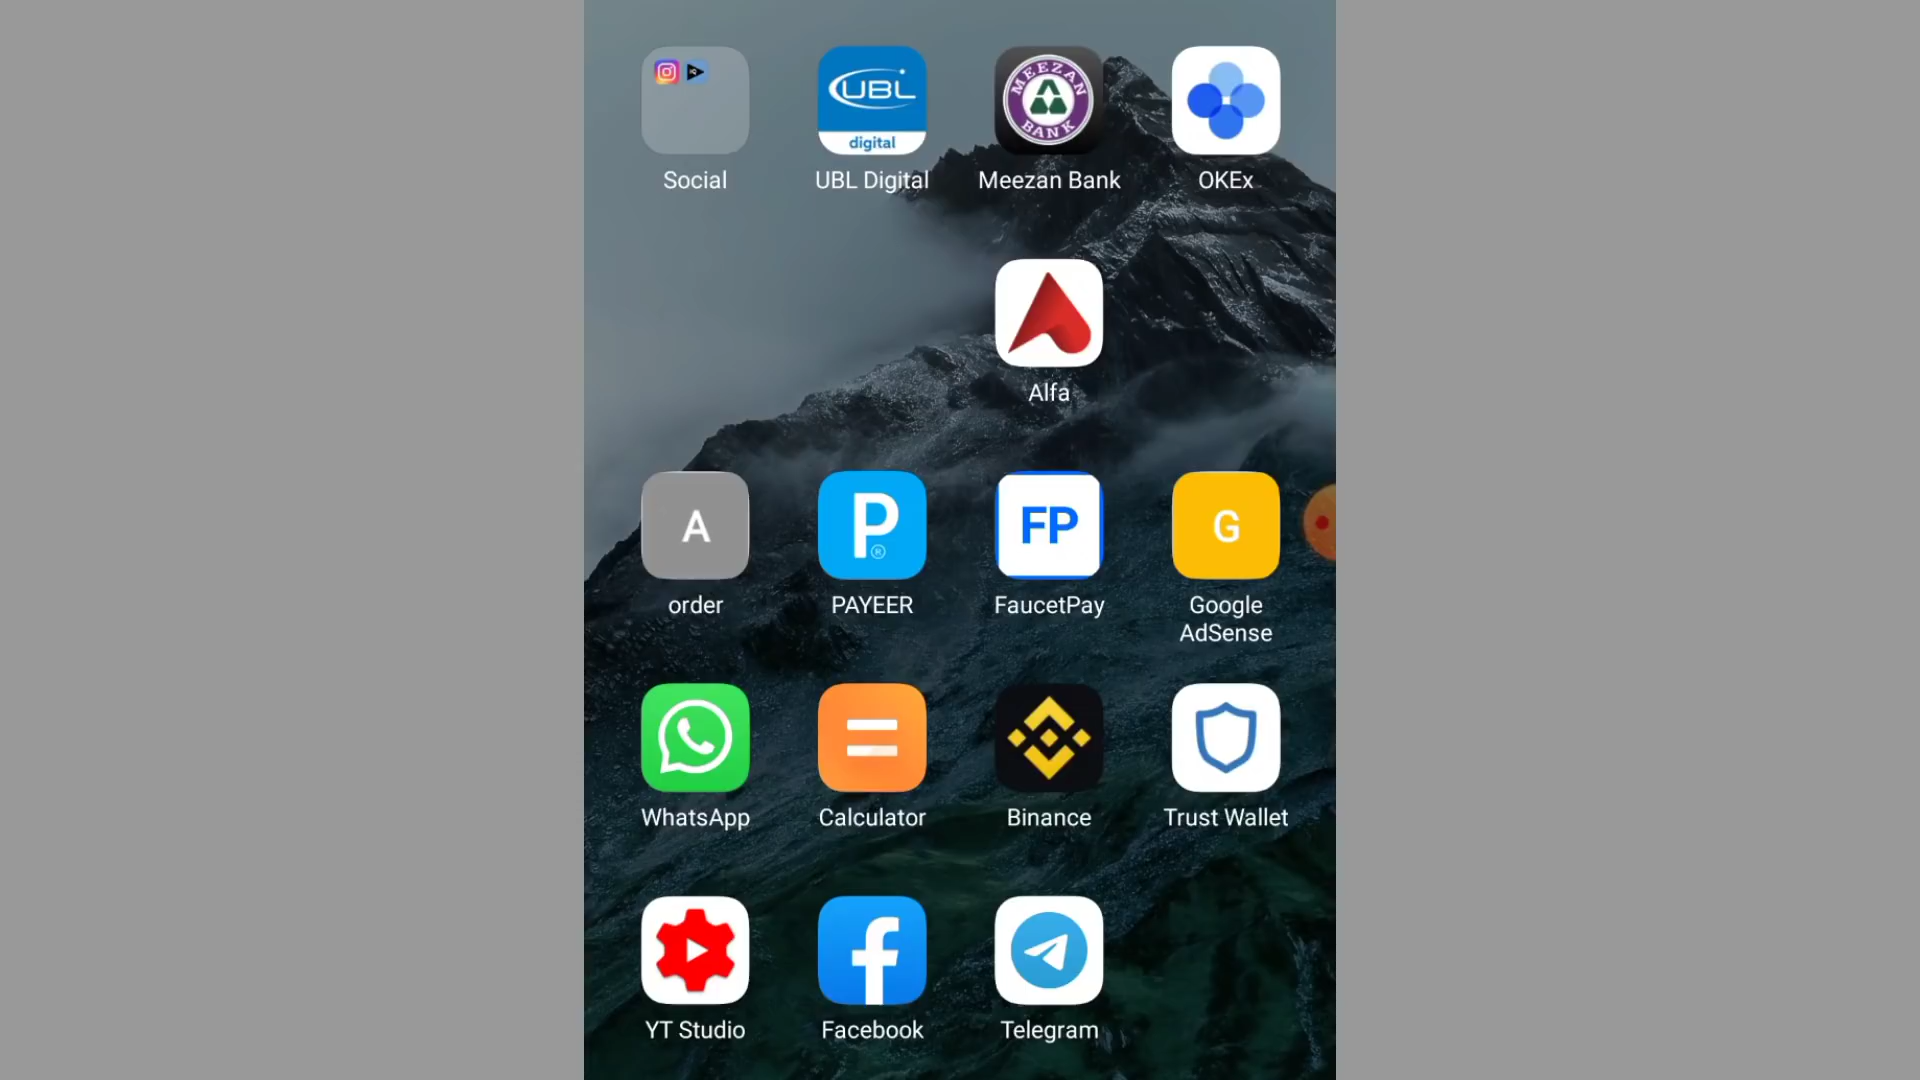 UBL
digital
MEEZAN
BANK
Social
UBL Digital
Meezan Bank
OKEx
Alfa
A
P
®
FP
G
order
PAYEER
FaucetPay
Google
AdSense
WhatsApp
Calculator
Binance
Trust Wallet
YT Studio
Facebook
Telegram